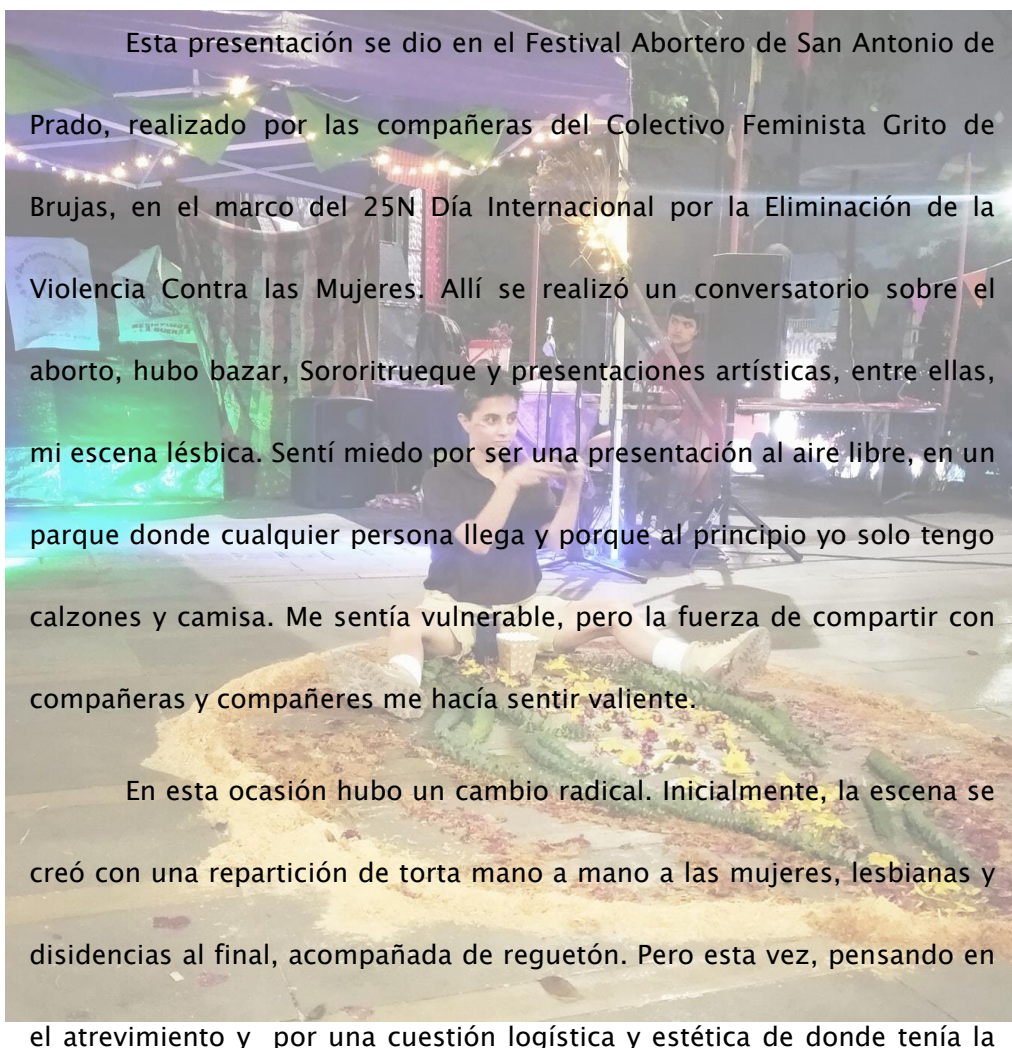 Esta presentación se dio en el Festival Abortero de San Antonio de
Prado, realizado por las compañeras del Colectivo Feminista Grito de
Brujas, en el marco del 25N Día Internacional por la Eliminación de la
Violencia Contra las Mujeres. Allí se realizó un conversatorio sobre el
aborto, hubo bazar, Sororitrueque y presentaciones artísticas, entre ellas,
mi escena lésbica. Sentí miedo por ser una presentación al aire libre, en un
parque donde cualquier persona llega y porque al principio yo solo tengo
calzones y camisa. Me sentía vulnerable, pero la fuerza de compartir con
compañeras y compañeres me hacía sentir valiente.
En esta ocasión hubo un cambio radical. Inicialmente, la escena se
creó con una repartición de torta mano a mano a las mujeres, lesbianas y
disidencias al final, acompañada de reguetón. Pero esta vez, pensando en
el atrevimiento y  por una cuestión logística y estética de donde tenía la